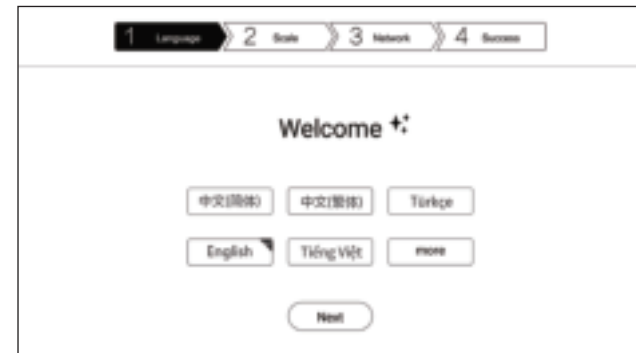 1 Language 2 Scale 3 Network 4 Success
Welcome
中文(简体) 中文(繁体) Türkçe
English Tiếng Việt more
Next